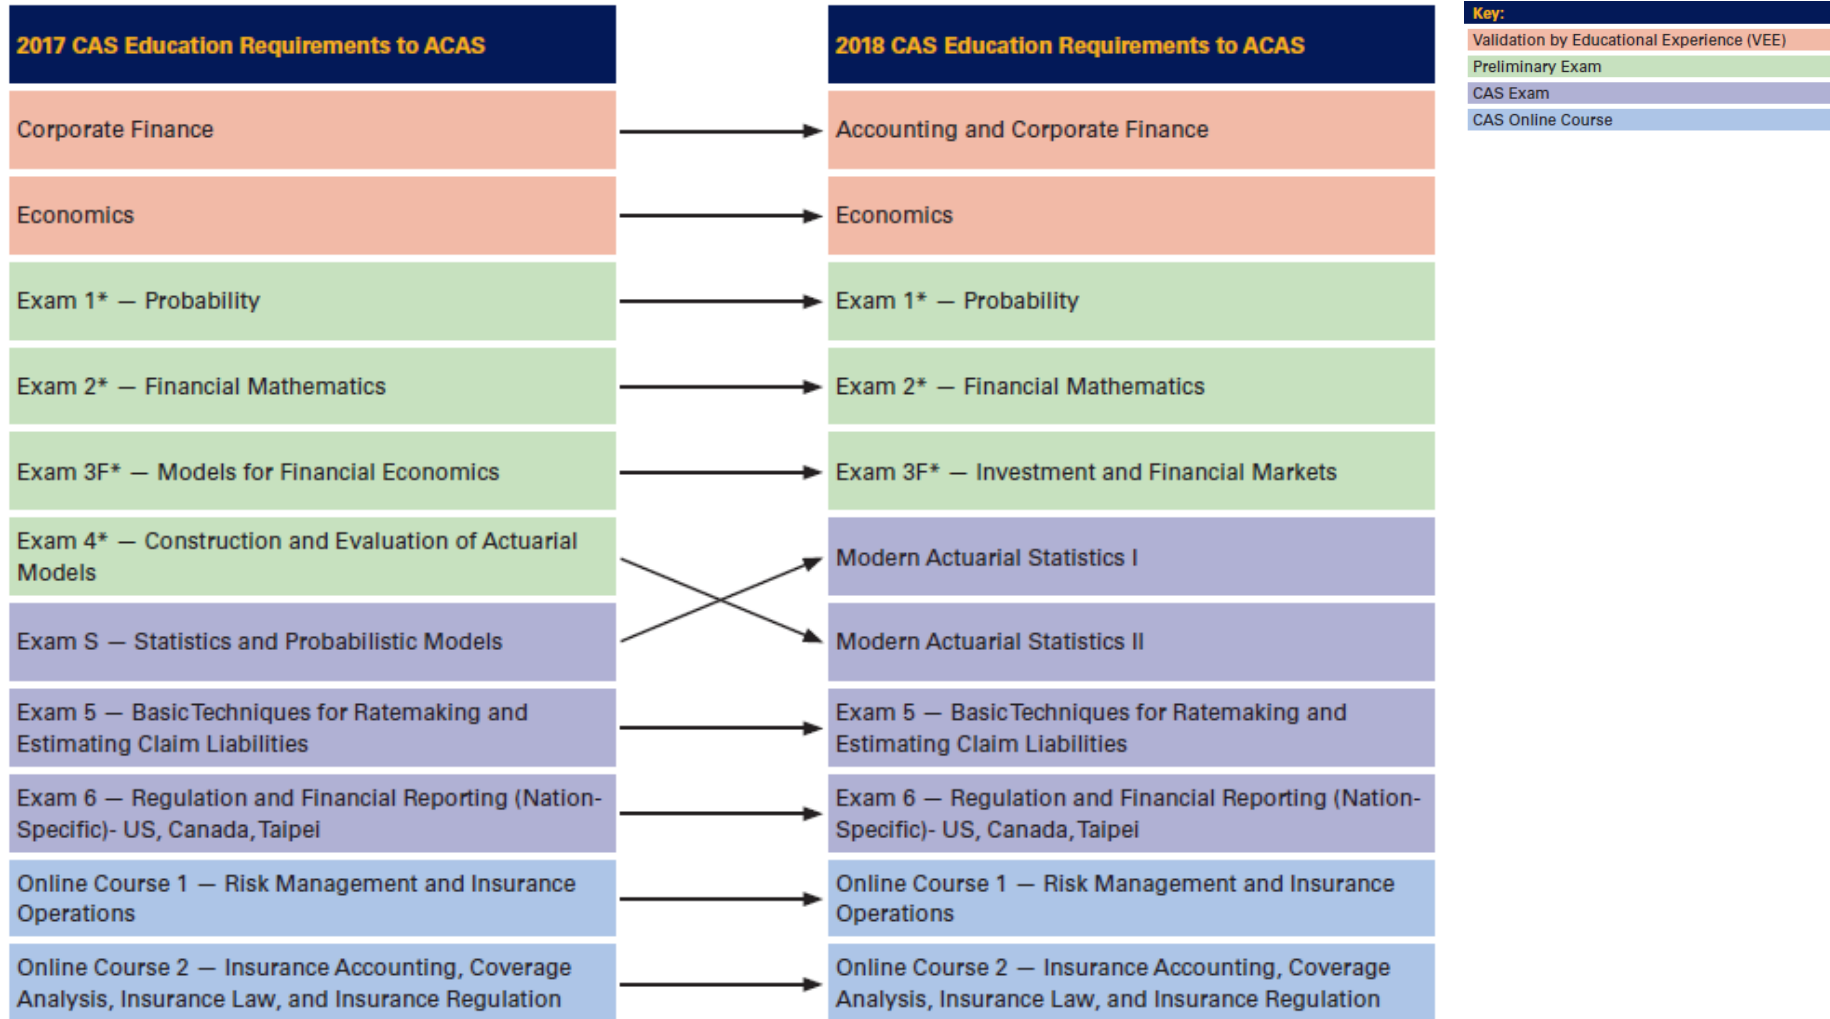 2017 CAS Education Requirements to ACAS
Corporate Finance
Economics
Exam 1* — Probability
Exam 2* — Financial Mathematics
Exam 3F* — Models for Financial Economics
Exam 4* — Construction and Evaluation of Actuarial
Models
Exam S — Statistics and Probabilistic Models
Exam 5 — Basic Techniques for Ratemaking and
Estimating Claim Liabilities
Exam 6 — Regulation and Financial Reporting (Nation-
Specific)- US, Canada, Taipei
Online Course 1 — Risk Management and Insurance
Operations
Online Course 2 — Insurance Accounting, Coverage
Analysis, Insurance Law, and Insurance Regulation
2018 CAS Education Requirements to ACAS
Accounting and Corporate Finance
Economics
Exam 1* — Probability
Exam 2* — Financial Mathematics
Exam 3F* — Investment and Financial Markets
Modern Actuarial Statistics I
Modern Actuarial Statistics II
Exam 5 — Basic Techniques for Ratemaking and
Estimating Claim Liabilities
Exam 6 — Regulation and Financial Reporting (Nation-
Specific)- US, Canada, Taipei
Online Course 1 — Risk Management and Insurance
Operations
Online Course 2 — Insurance Accounting, Coverage
Analysis, Insurance Law, and Insurance Regulation
Key:
Validation by Educational Experience (VEE)
Preliminary Exam
CAS Exam
CAS Online Course